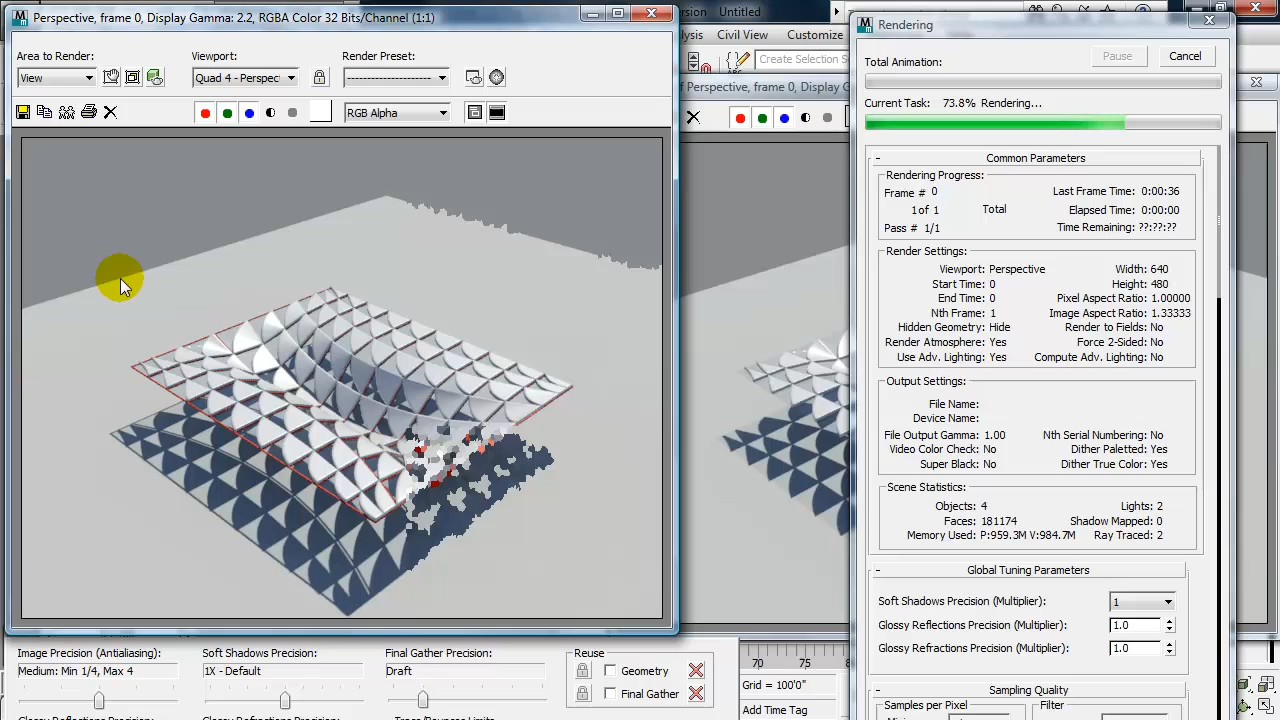 Perspective, frame 0, Display Gamma: 2.2, RGBA Color 32 Bits/Channel (1:1)
Area to Render:
Viewport:
Render Preset:
View
Quad 4 - Perspect
RGB Alpha
Untitled
Civil View
Customize
Create Selection S
f Perspective, frame 0, Display G
Rendering
Total Animation:
Pause
Cancel
Current Task: 73.8% Rendering...
- Common Parameters
Rendering Progress:
Frame # 0
Last Frame Time: 0:00:36
1 of 1 Total
Elapsed Time: 0:00:00
Pass # 1/1
Time Remaining: ??:??:??
Render Settings:
Viewport: Perspective
Width: 640
Start Time: 0
Height: 480
End Time: 0
Pixel Aspect Ratio: 1.00000
Nth Frame: 1
Image Aspect Ratio: 1.33333
Hidden Geometry: Hide
Render to Fields: No
Render Atmosphere: Yes
Force 2-Sided: No
Use Adv. Lighting: Yes
Compute Adv. Lighting: No
Output Settings:
File Name:
Device Name:
File Output Gamma: 1.00
Nth Serial Numbering: No
Video Color Check: No
Dither Paletted: Yes
Super Black: No
Dither True Color: Yes
Scene Statistics:
Objects: 4
Lights: 2
Faces: 181174
Shadow Mapped: 0
Memory Used: P:959.3M V:984.7M
Ray Traced: 2
- Global Tuning Parameters
Soft Shadows Precision (Multiplier): 1
Glossy Reflections Precision (Multiplier): 1.0
Glossy Refractions Precision (Multiplier): 1.0
- Sampling Quality
Samples per Pixel
Filter
Image Precision (Antialiasing):
Medium: Min 1/4, Max 4
Soft Shadows Precision:
1X - Default
Final Gather Precision:
Draft
Reuse
Geometry
Final Gather
70 75 80
Grid = 100'0"
Add Time Tag